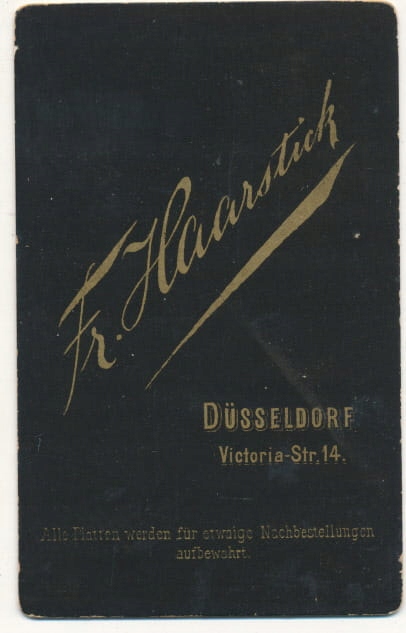 Fr. Haarstick
DÜSSELDORF
Victoria-Str. 14.
Alle Platten werden für etwaige Nachbestellungen
aufbewahrt.